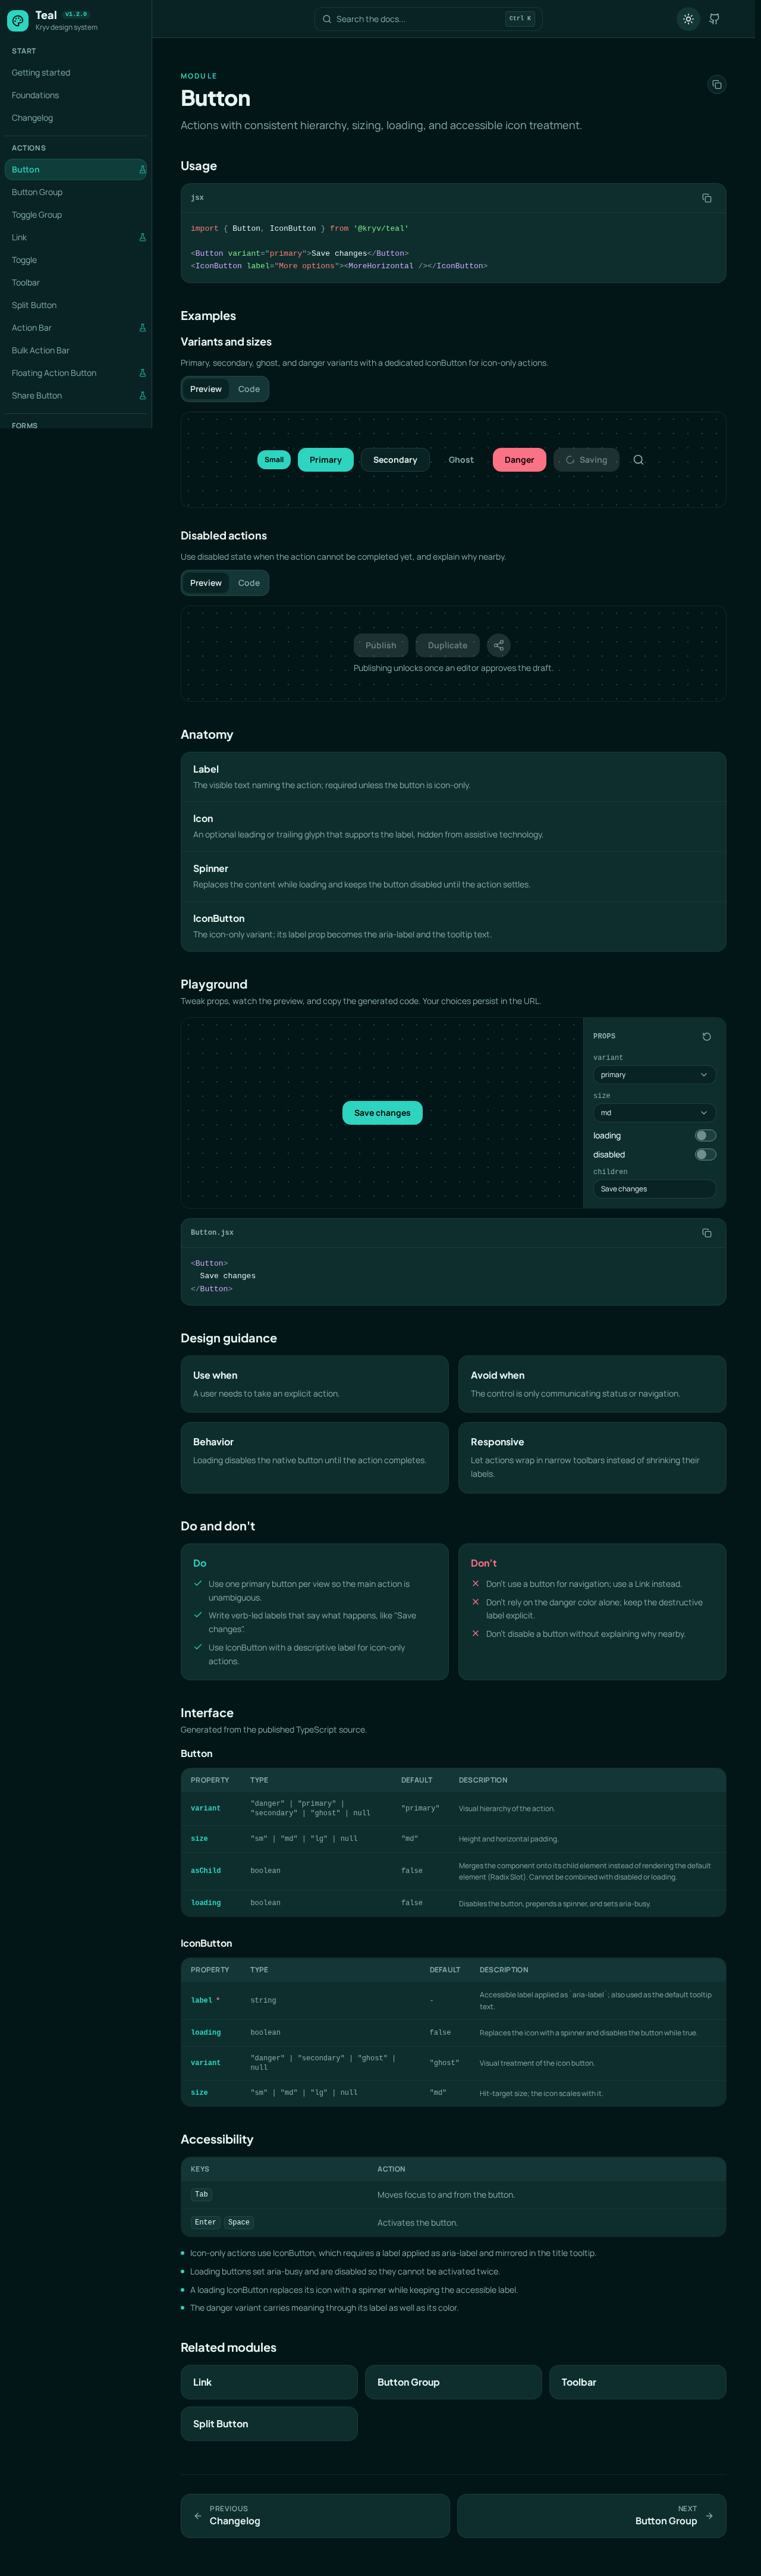 Teal v1.2.0
Kryv design system
START
Getting started
Foundations
Changelog
ACTIONS
Button
Button Group
Toggle Group
Link
Toggle
Toolbar
Split Button
Action Bar
Bulk Action Bar
Floating Action Button
Share Button
FORMS
Search the docs... Ctrl K
MODULE
Button
Actions with consistent hierarchy, sizing, loading, and accessible icon treatment.
Usage
jsx
import { Button, IconButton } from '@kryv/teal'
<Button variant="primary">Save changes</Button>
<IconButton label="More options"><MoreHorizontal /></IconButton>
Examples
Variants and sizes
Primary, secondary, ghost, and danger variants with a dedicated IconButton for icon-only actions.
Preview Code
Small Primary Secondary Ghost Danger Saving
Disabled actions
Use disabled state when the action cannot be completed yet, and explain why nearby.
Preview Code
Publish Duplicate
Publishing unlocks once an editor approves the draft.
Anatomy
Label
The visible text naming the action; required unless the button is icon-only.
Icon
An optional leading or trailing glyph that supports the label, hidden from assistive technology.
Spinner
Replaces the content while loading and keeps the button disabled until the action settles.
IconButton
The icon-only variant; its label prop becomes the aria-label and the tooltip text.
Playground
Tweak props, watch the preview, and copy the generated code. Your choices persist in the URL.
Save changes
PROPS
variant
primary
size
md
loading
disabled
children
Save changes
Button.jsx
<Button>
Save changes
</Button>
Design guidance
Use when
A user needs to take an explicit action.
Avoid when
The control is only communicating status or navigation.
Behavior
Loading disables the native button until the action completes.
Responsive
Let actions wrap in narrow toolbars instead of shrinking their
labels.
Do and don't
Do
Use one primary button per view so the main action is
unambiguous.
Write verb-led labels that say what happens, like "Save
changes".
Use IconButton with a descriptive label for icon-only
actions.
Don't
Don't use a button for navigation; use a Link instead.
Don't rely on the danger color alone; keep the destructive
label explicit.
Don't disable a button without explaining why nearby.
Interface
Generated from the published TypeScript source.
Button
PROPERTY TYPE DEFAULT DESCRIPTION
variant "danger" | "primary" | "secondary" | "ghost" | null "primary" Visual hierarchy of the action.
size "sm" | "md" | "lg" | null "md" Height and horizontal padding.
asChild boolean false Merges the component onto its child element instead of rendering the default
element (Radix Slot). Cannot be combined with disabled or loading.
loading boolean false Disables the button, prepends a spinner, and sets aria-busy.
IconButton
PROPERTY TYPE DEFAULT DESCRIPTION
label * string - Accessible label applied as `aria-label`; also used as the default tooltip
text.
loading boolean false Replaces the icon with a spinner and disables the button while true.
variant "danger" | "secondary" | "ghost" | null "ghost" Visual treatment of the icon button.
size "sm" | "md" | "lg" | null "md" Hit-target size; the icon scales with it.
Accessibility
KEYS ACTION
Tab Moves focus to and from the button.
Enter Space Activates the button.
Icon-only actions use IconButton, which requires a label applied as aria-label and mirrored in the title tooltip.
Loading buttons set aria-busy and are disabled so they cannot be activated twice.
A loading IconButton replaces its icon with a spinner while keeping the accessible label.
The danger variant carries meaning through its label as well as its color.
Related modules
Link
Button Group
Toolbar
Split Button
PREVIOUS
Changelog
NEXT
Button Group